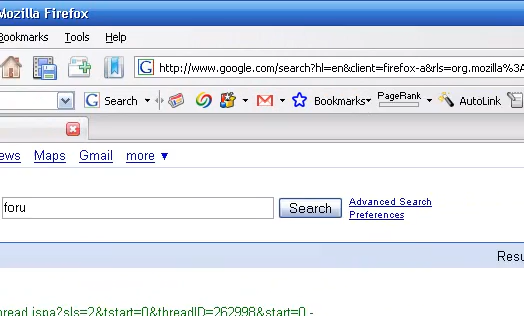 Mozilla Firefox
Bookmarks Tools Help
http://www.google.com/search?hl=en&client=firefox-a&rls=org.mozilla%3A
Search Bookmarks PageRank AutoLink
ews Maps Gmail more
foru Search Advanced Search
Preferences
Resu
read.jspa?sls=2&tstart=0&threadID=262998&start=0 -